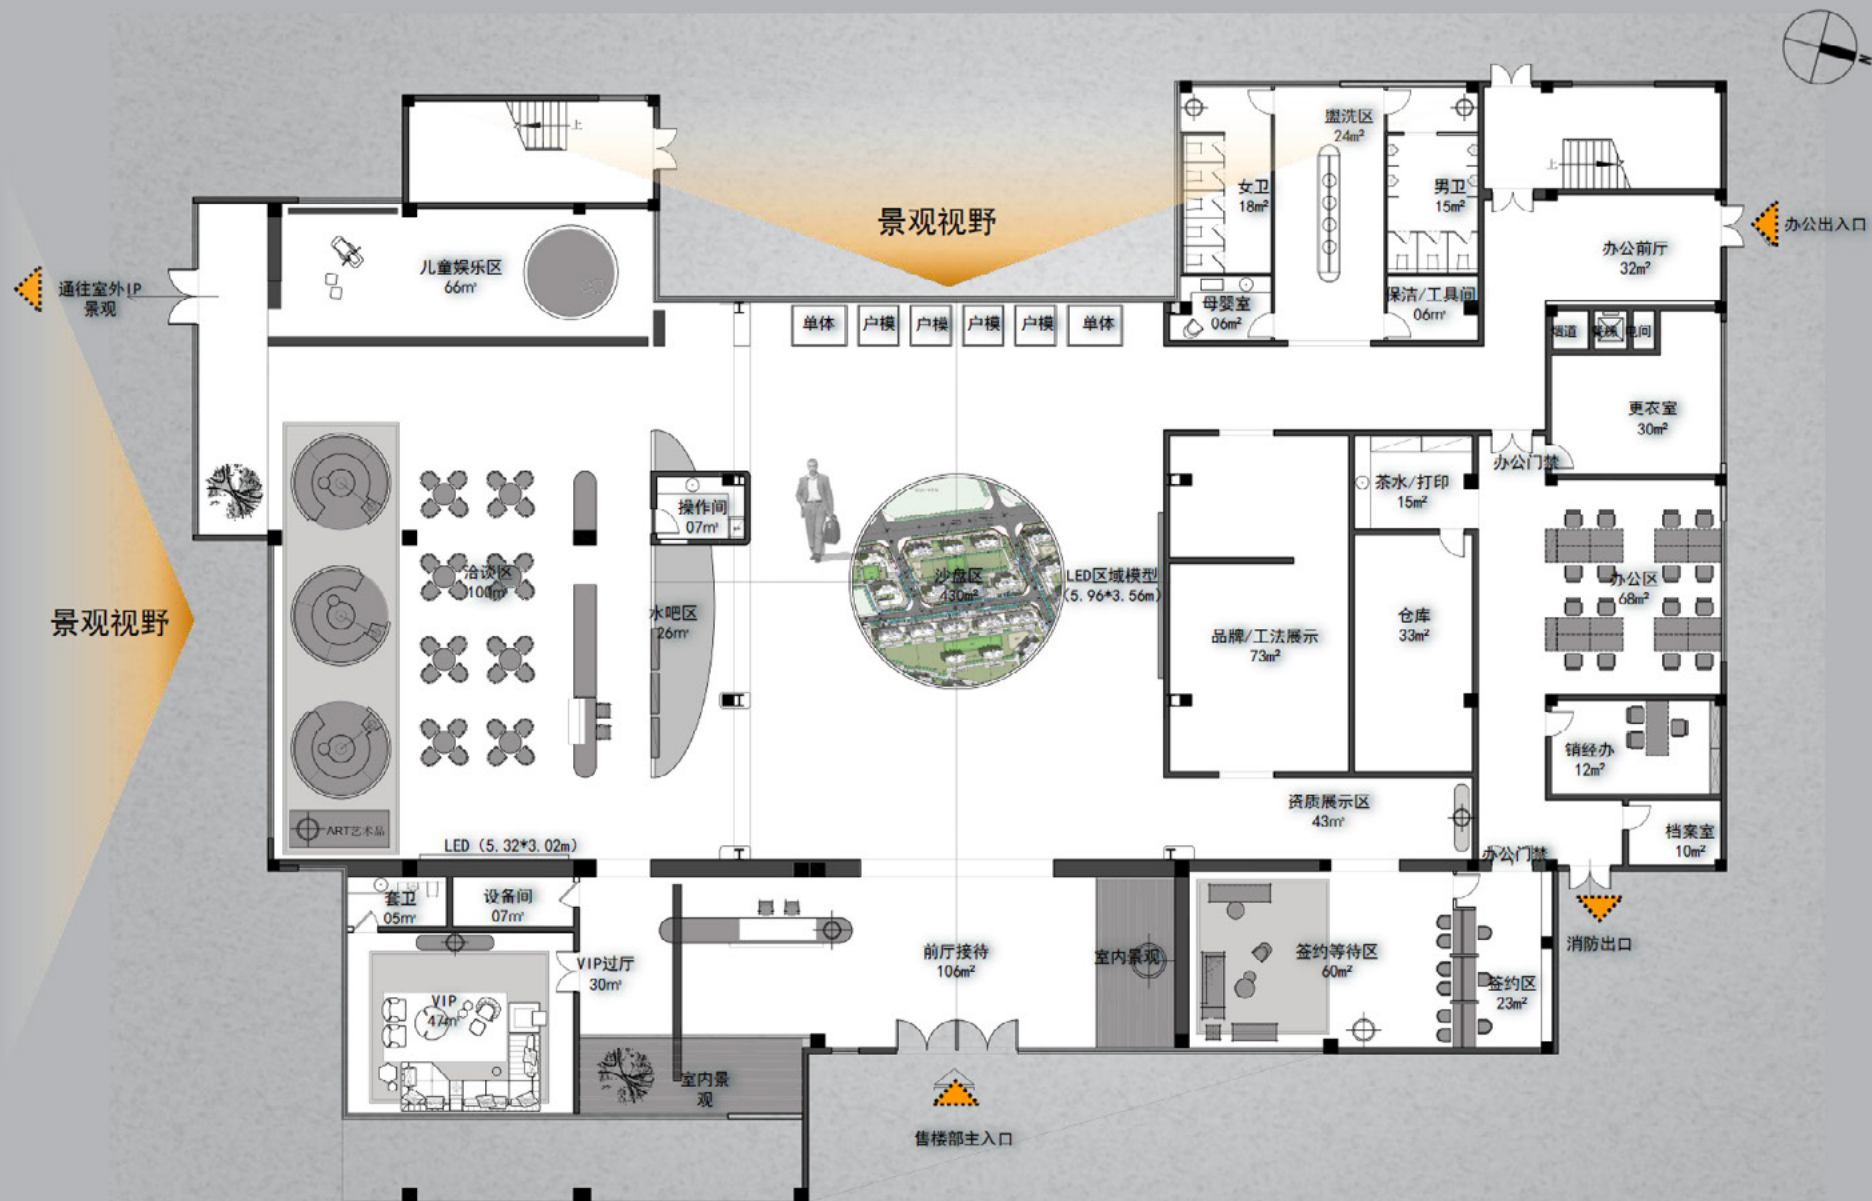 N
上
盥洗区
24m²
女卫
18m²
男卫
15m²
上
景观视野
办公出入口
办公前厅
32m²
儿童娱乐区
66㎡
通往室外IP
景观
母婴室
06m²
保洁/工具间
06m²
单体
户模
户模
户模
户模
单体
烟道
电间
更衣室
30m²
办公门禁
茶水/打印
15m²
操作间
07㎡
洽谈区
100㎡
沙盘区
430㎡
LED区域模型
(5.96*3.56m)
办公区
68m²
景观视野
水吧区
26㎡
品牌/工法展示
73m²
仓库
33m²
销经办
12m²
资质展示区
43㎡
ART艺术品
LED（5.32*3.02m）
档案室
10m²
办公门禁
套卫
05㎡
设备间
07㎡
VIP过厅
30㎡
前厅接待
106m²
室内景观
签约等待区
60m²
签约区
23m²
消防出口
VIP
47㎡
室内景
观
售楼部主入口